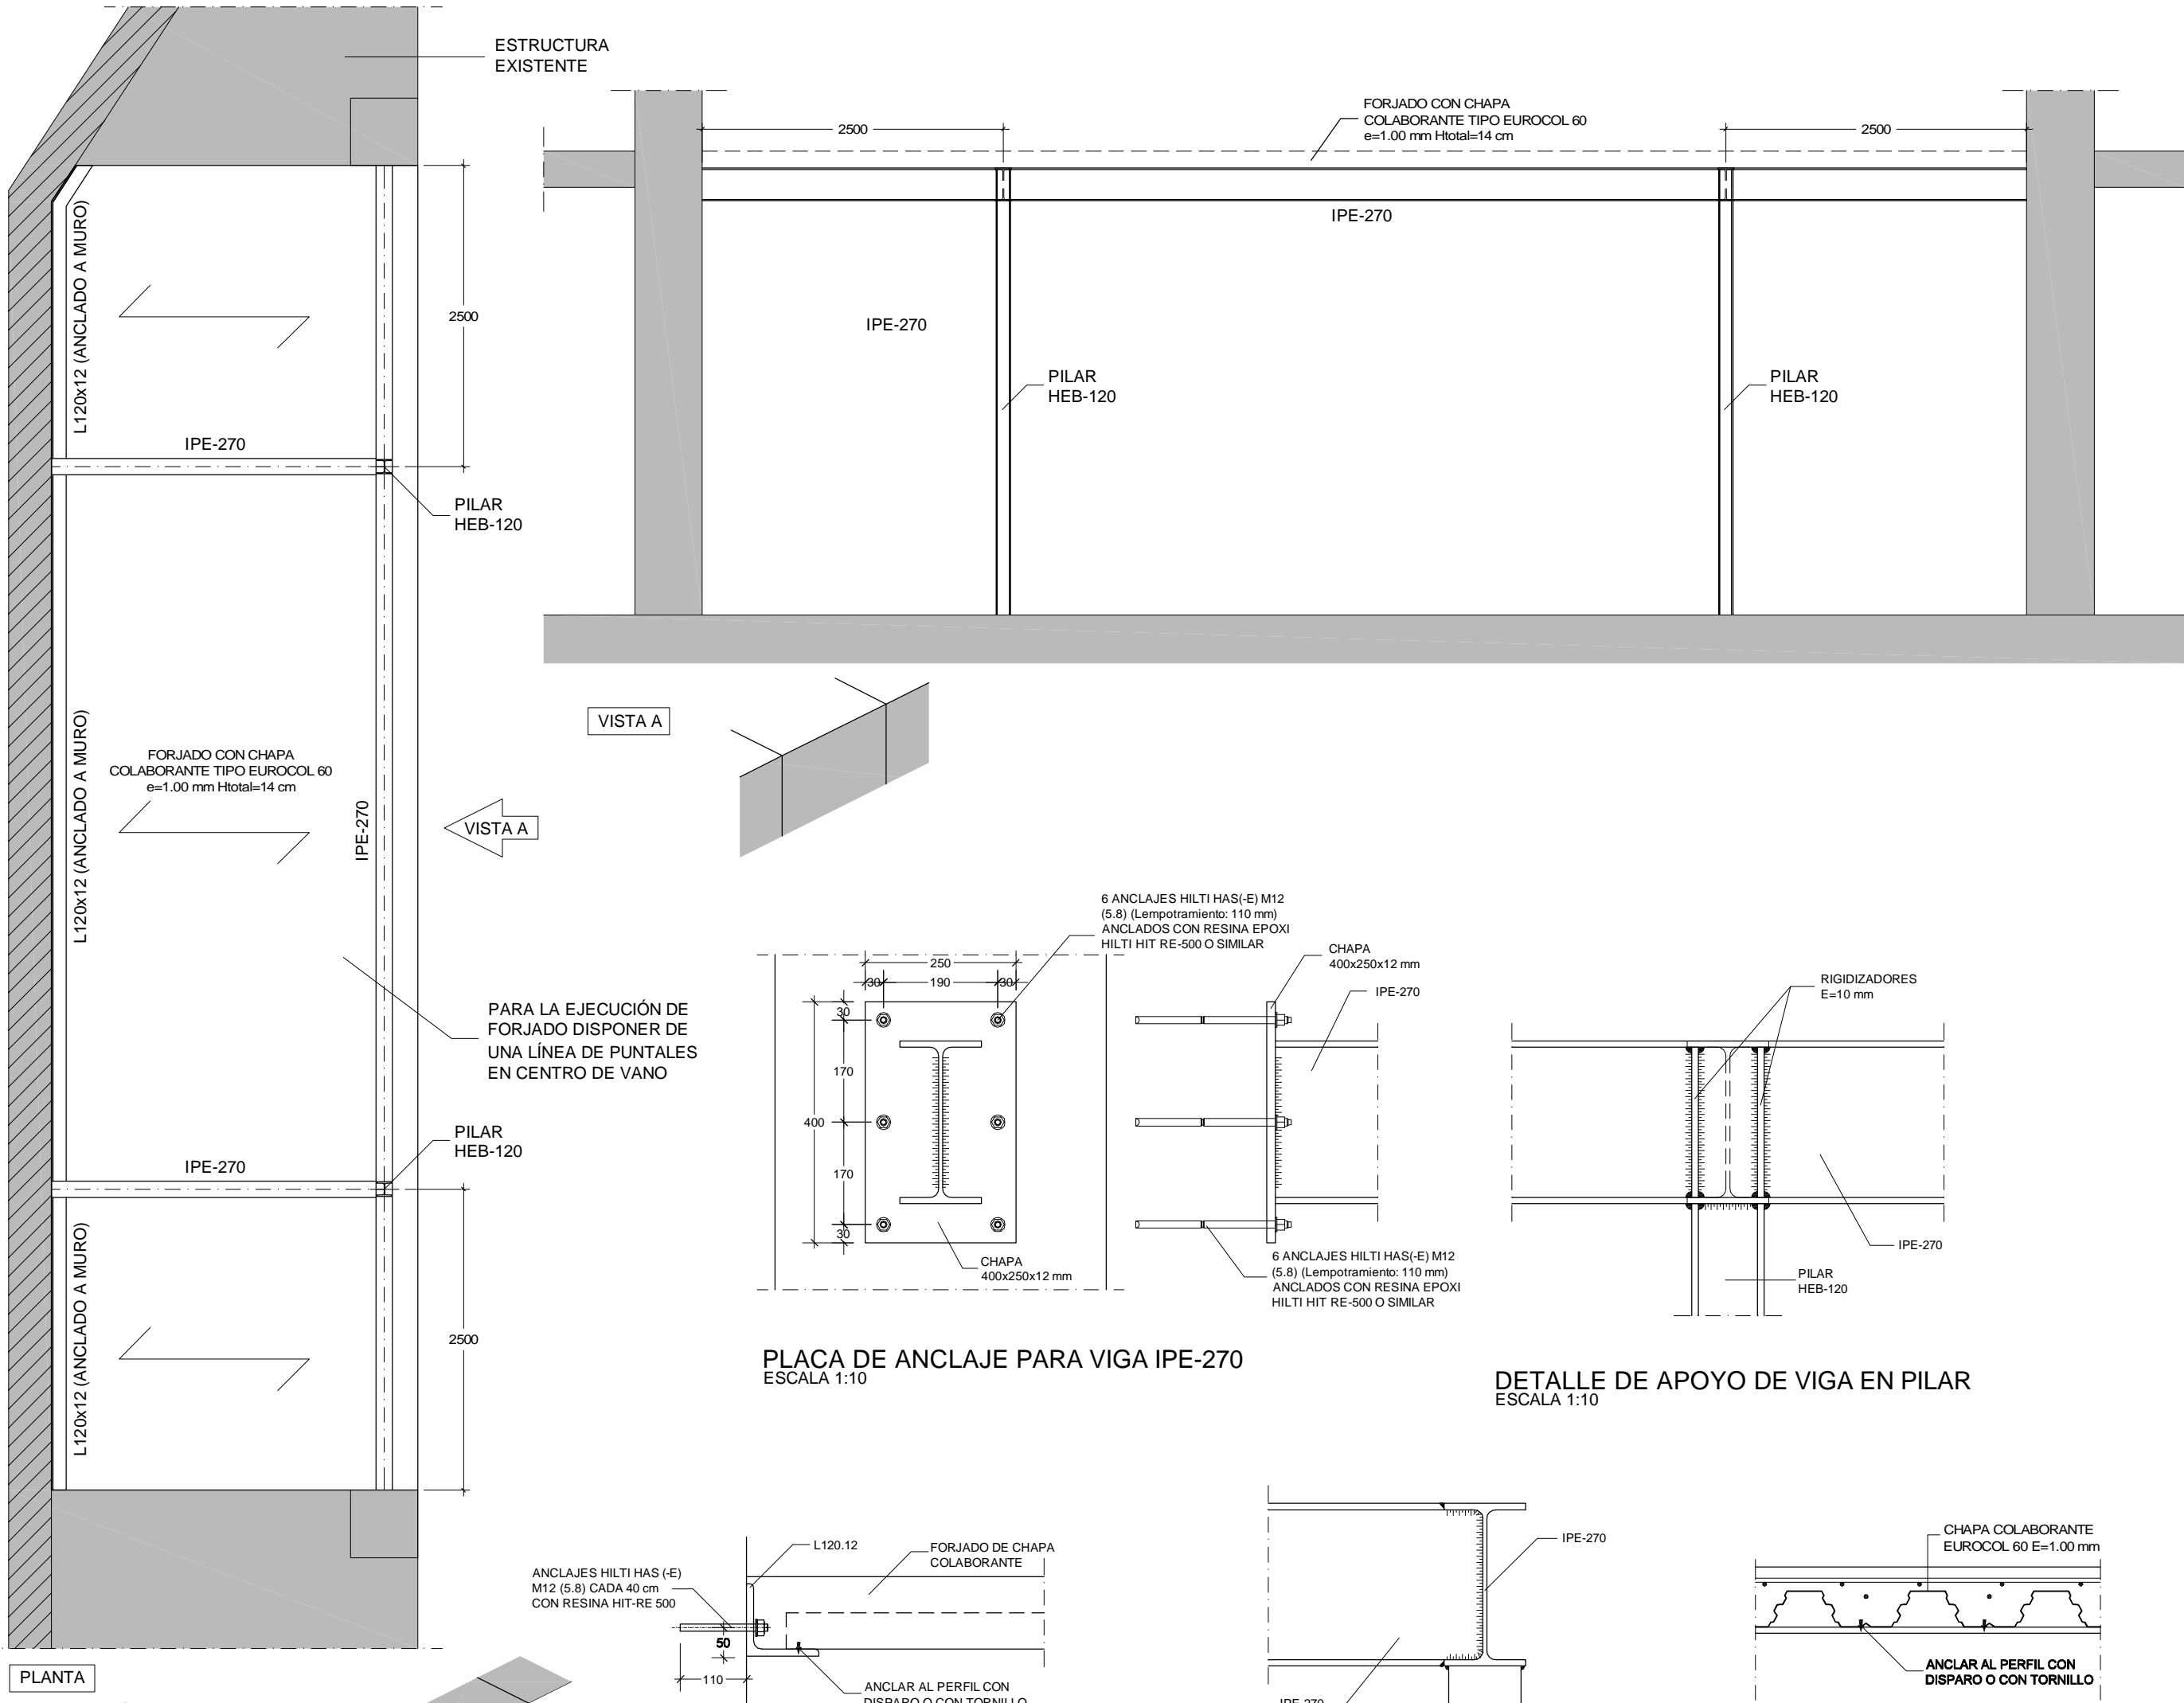 ESTRUCTURA
EXISTENTE
L120x12 (ANCLADO A MURO)
2500
IPE-270
PILAR
HEB-120
L120x12 (ANCLADO A MURO)
FORJADO CON CHAPA
COLABORANTE TIPO EUROCOL 60
e=1.00 mm Htotal=14 cm
IPE-270
VISTA A
PARA LA EJECUCIÓN DE
FORJADO DISPONER DE
UNA LÍNEA DE PUNTALES
EN CENTRO DE VANO
PILAR
HEB-120
IPE-270
L120x12 (ANCLADO A MURO)
2500
PLANTA
2500
FORJADO CON CHAPA
COLABORANTE TIPO EUROCOL 60
e=1.00 mm Htotal=14 cm
2500
IPE-270
IPE-270
PILAR
HEB-120
PILAR
HEB-120
VISTA A
6 ANCLAJES HILTI HAS(-E) M12
(5.8) (Lempotramiento: 110 mm)
ANCLADOS CON RESINA EPOXI
HILTI HIT RE-500 O SIMILAR
250
30
190
30
30
170
400
170
30
CHAPA
400x250x12 mm
CHAPA
400x250x12 mm
IPE-270
6 ANCLAJES HILTI HAS(-E) M12
(5.8) (Lempotramiento: 110 mm)
ANCLADOS CON RESINA EPOXI
HILTI HIT RE-500 O SIMILAR
PLACA DE ANCLAJE PARA VIGA IPE-270
ESCALA 1:10
RIGIDIZADORES
E=10 mm
IPE-270
PILAR
HEB-120
DETALLE DE APOYO DE VIGA EN PILAR
ESCALA 1:10
L120.12
FORJADO DE CHAPA
COLABORANTE
ANCLAJES HILTI HAS (-E)
M12 (5.8) CADA 40 cm
CON RESINA HIT-RE 500
50
110
ANCLAR AL PERFIL CON
DISPARO O CON TORNILLO
IPE-270
IPE-270
CHAPA COLABORANTE
EUROCOL 60 E=1.00 mm
ANCLAR AL PERFIL CON
DISPARO O CON TORNILLO